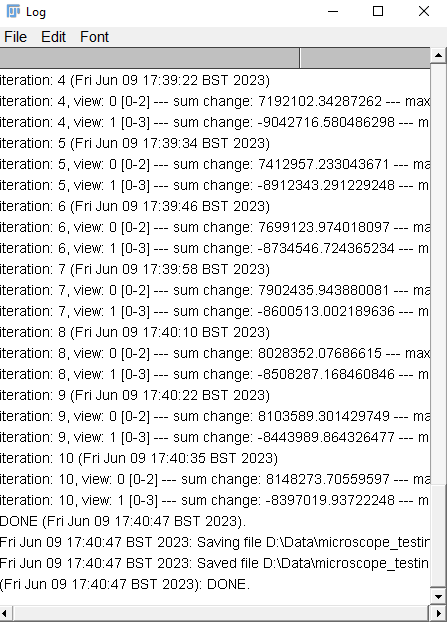 Log
File Edit Font
iteration: 4 (Fri Jun 09 17:39:22 BST 2023)
iteration: 4, view: 0 [0-2] --- sum change: 7192102.34287262 --- max
iteration: 4, view: 1 [0-3] --- sum change: -9042716.580486298 --- m
iteration: 5 (Fri Jun 09 17:39:34 BST 2023)
iteration: 5, view: 0 [0-2] --- sum change: 7412957.233043671 --- max
iteration: 5, view: 1 [0-3] --- sum change: -8912343.291229248 --- m
iteration: 6 (Fri Jun 09 17:39:46 BST 2023)
iteration: 6, view: 0 [0-2] --- sum change: 7699123.974018097 --- max
iteration: 6, view: 1 [0-3] --- sum change: -8734546.724365234 --- m
iteration: 7 (Fri Jun 09 17:39:58 BST 2023)
iteration: 7, view: 0 [0-2] --- sum change: 7902435.943880081 --- max
iteration: 7, view: 1 [0-3] --- sum change: -8600513.002189636 --- m
iteration: 8 (Fri Jun 09 17:40:10 BST 2023)
iteration: 8, view: 0 [0-2] --- sum change: 8028352.07686615 --- max
iteration: 8, view: 1 [0-3] --- sum change: -8508287.168460846 --- m
iteration: 9 (Fri Jun 09 17:40:22 BST 2023)
iteration: 9, view: 0 [0-2] --- sum change: 8103589.301429749 --- max
iteration: 9, view: 1 [0-3] --- sum change: -8443989.864326477 --- m
iteration: 10 (Fri Jun 09 17:40:35 BST 2023)
iteration: 10, view: 0 [0-2] --- sum change: 8148273.70559597 --- max
iteration: 10, view: 1 [0-3] --- sum change: -8397019.93722248 --- m
DONE (Fri Jun 09 17:40:47 BST 2023).
Fri Jun 09 17:40:47 BST 2023: Saving file D:\Data\microscope_testin
Fri Jun 09 17:40:47 BST 2023: Saved file D:\Data\microscope_testin
(Fri Jun 09 17:40:47 BST 2023): DONE.